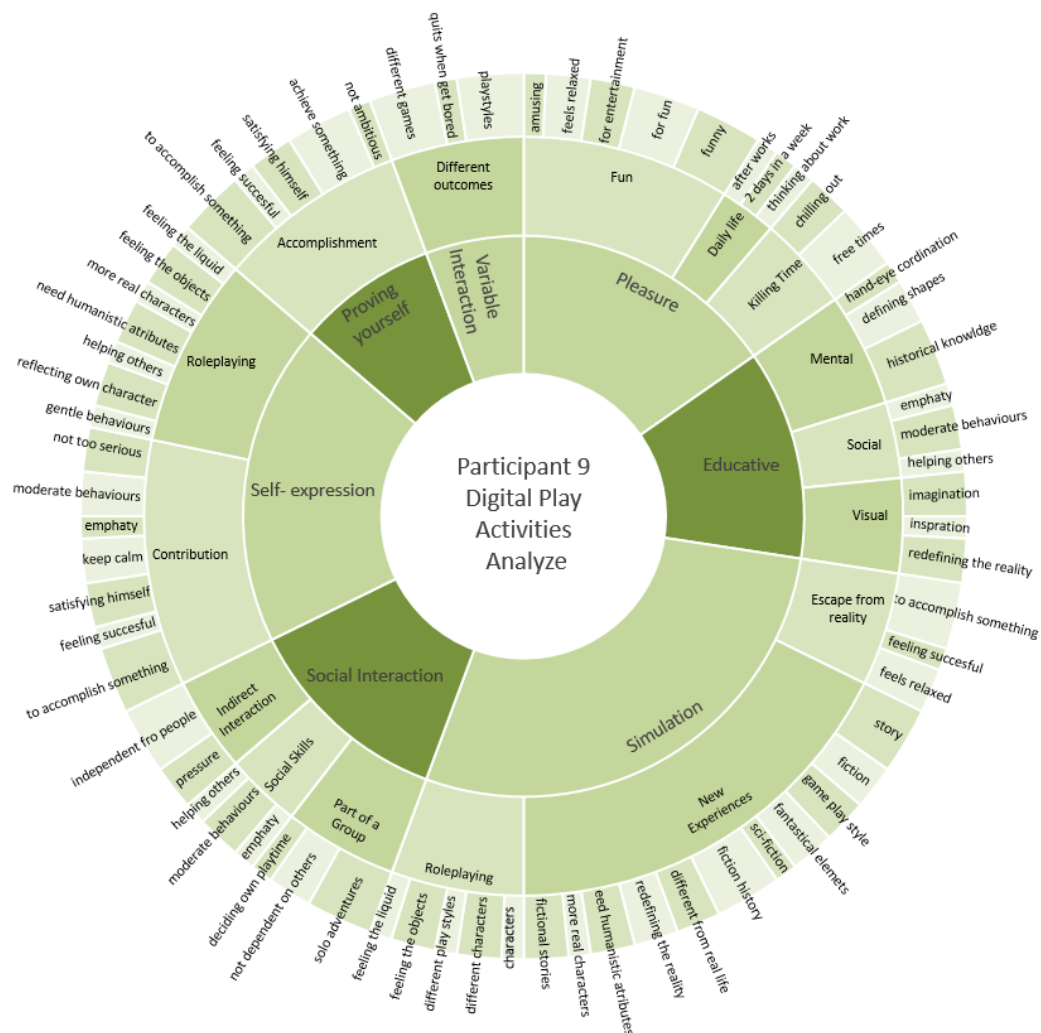 Participant 9
Digital Play
Activities
Analyze
Pleasure
Educative
Simulation
Social Interaction
Self- expression
Proving
yourself
Variable
Interaction
Fun
Daily life
Killing Time
Mental
Social
Visual
Escape from
reality
New
Experiences
Roleplaying
Part of a
Group
Social Skills
Indirect
Interaction
Contribution
Roleplaying
Accomplishment
Different
outcomes
amusing
feels relaxed
for entertainment
for fun
funny
after works
2 days in a week
thinking about work
chilling out
free times
hand-eye cordination
defining shapes
historical knowldge
emphaty
moderate behaviours
helping others
imagination
inspration
redefining the reality
to accomplish something
feeling succesful
feels relaxed
story
fiction
game play style
fantastical elemets
sci-fiction
fiction history
different from real life
redefining the reality
eed humanistic atributes
more real characters
fictional stories
characters
different characters
different play styles
feeling the objects
feeling the liquid
solo adventures
not dependent on others
deciding own playtime
emphaty
moderate behaviours
helping others
pressure
independent fro people
to accomplish something
feeling succesful
satisfying himself
keep calm
emphaty
moderate behaviours
not too serious
gentle behaviours
reflecting own character
helping others
need humanistic atributes
more real characters
feeling the objects
feeling the liquid
to accomplish something
feeling succesful
satisfying himself
achieve something
not ambitious
different games
quits when get bored
playstyles